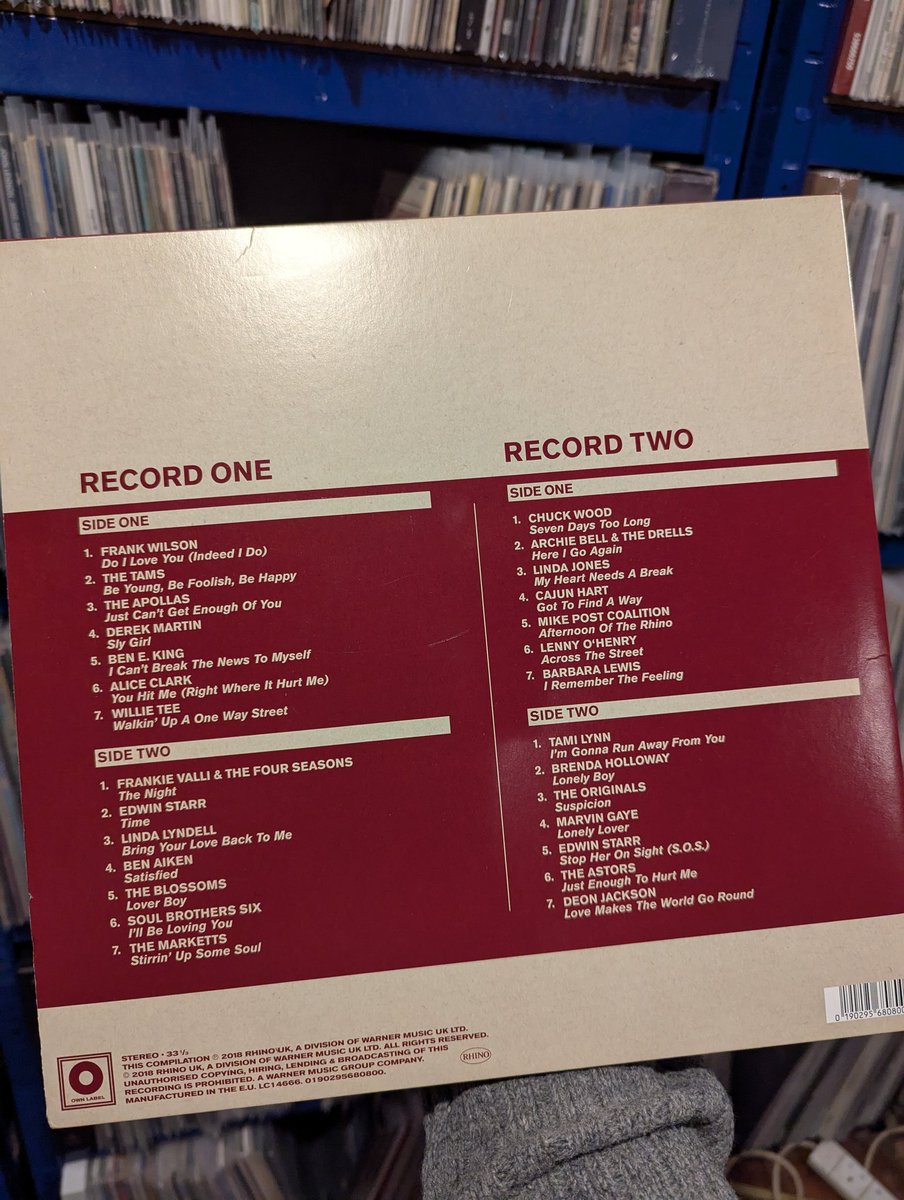 RECORD ONE
SIDE ONE
1. FRANK WILSON
Do I Love You (Indeed I Do)
2. THE TAMS
Be Young, Be Foolish, Be Happy
3. THE APOLLAS
Just Can't Get Enough Of You
4. DEREK MARTIN
Sly Girl
5. BEN E. KING
I Can't Break The News To Myself
6. ALICE CLARK
You Hit Me (Right Where It Hurt Me)
7. WILLIE TEE
Walkin' Up A One Way Street
SIDE TWO
1. FRANKIE VALLI & THE FOUR SEASONS
The Night
2. EDWIN STARR
Time
3. LINDA LYNDELL
Bring Your Love Back To Me
4. BEN AIKEN
Satisfied
5. THE BLOSSOMS
Lover Boy
6. SOUL BROTHERS SIX
I'll Be Loving You
7. THE MARKETTS
Stirrin' Up Some Soul
RECORD TWO
SIDE ONE
1. CHUCK WOOD
Seven Days Too Long
2. ARCHIE BELL & THE DRELLS
Here I Go Again
3. LINDA JONES
My Heart Needs A Break
4. CAJUN HART
Got To Find A Way
5. MIKE POST COALITION
Afternoon Of The Rhino
6. LENNY O'HENRY
Across The Street
7. BARBARA LEWIS
I Remember The Feeling
SIDE TWO
1. TAMI LYNN
I'm Gonna Run Away From You
2. BRENDA HOLLOWAY
Lonely Boy
3. THE ORIGINALS
Suspicion
4. MARVIN GAYE
Lonely Lover
5. EDWIN STARR
Stop Her On Sight (S.O.S.)
6. THE ASTORS
Just Enough To Hurt Me
7. DEON JACKSON
Love Makes The World Go Round
OWN LABEL
STEREO · 33 1/3
THIS COMPILATION ℗ 2018 RHINO UK, A DIVISION OF WARNER MUSIC UK LTD.
© 2018 RHINO UK, A DIVISION OF WARNER MUSIC UK LTD. ALL RIGHTS RESERVED.
UNAUTHORISED COPYING, HIRING, LENDING & BROADCASTING OF THIS
RECORDING IS PROHIBITED. A WARNER MUSIC GROUP COMPANY.
MANUFACTURED IN THE E.U. LC14666. 0190295680800.
RHINO
0 190295 680800